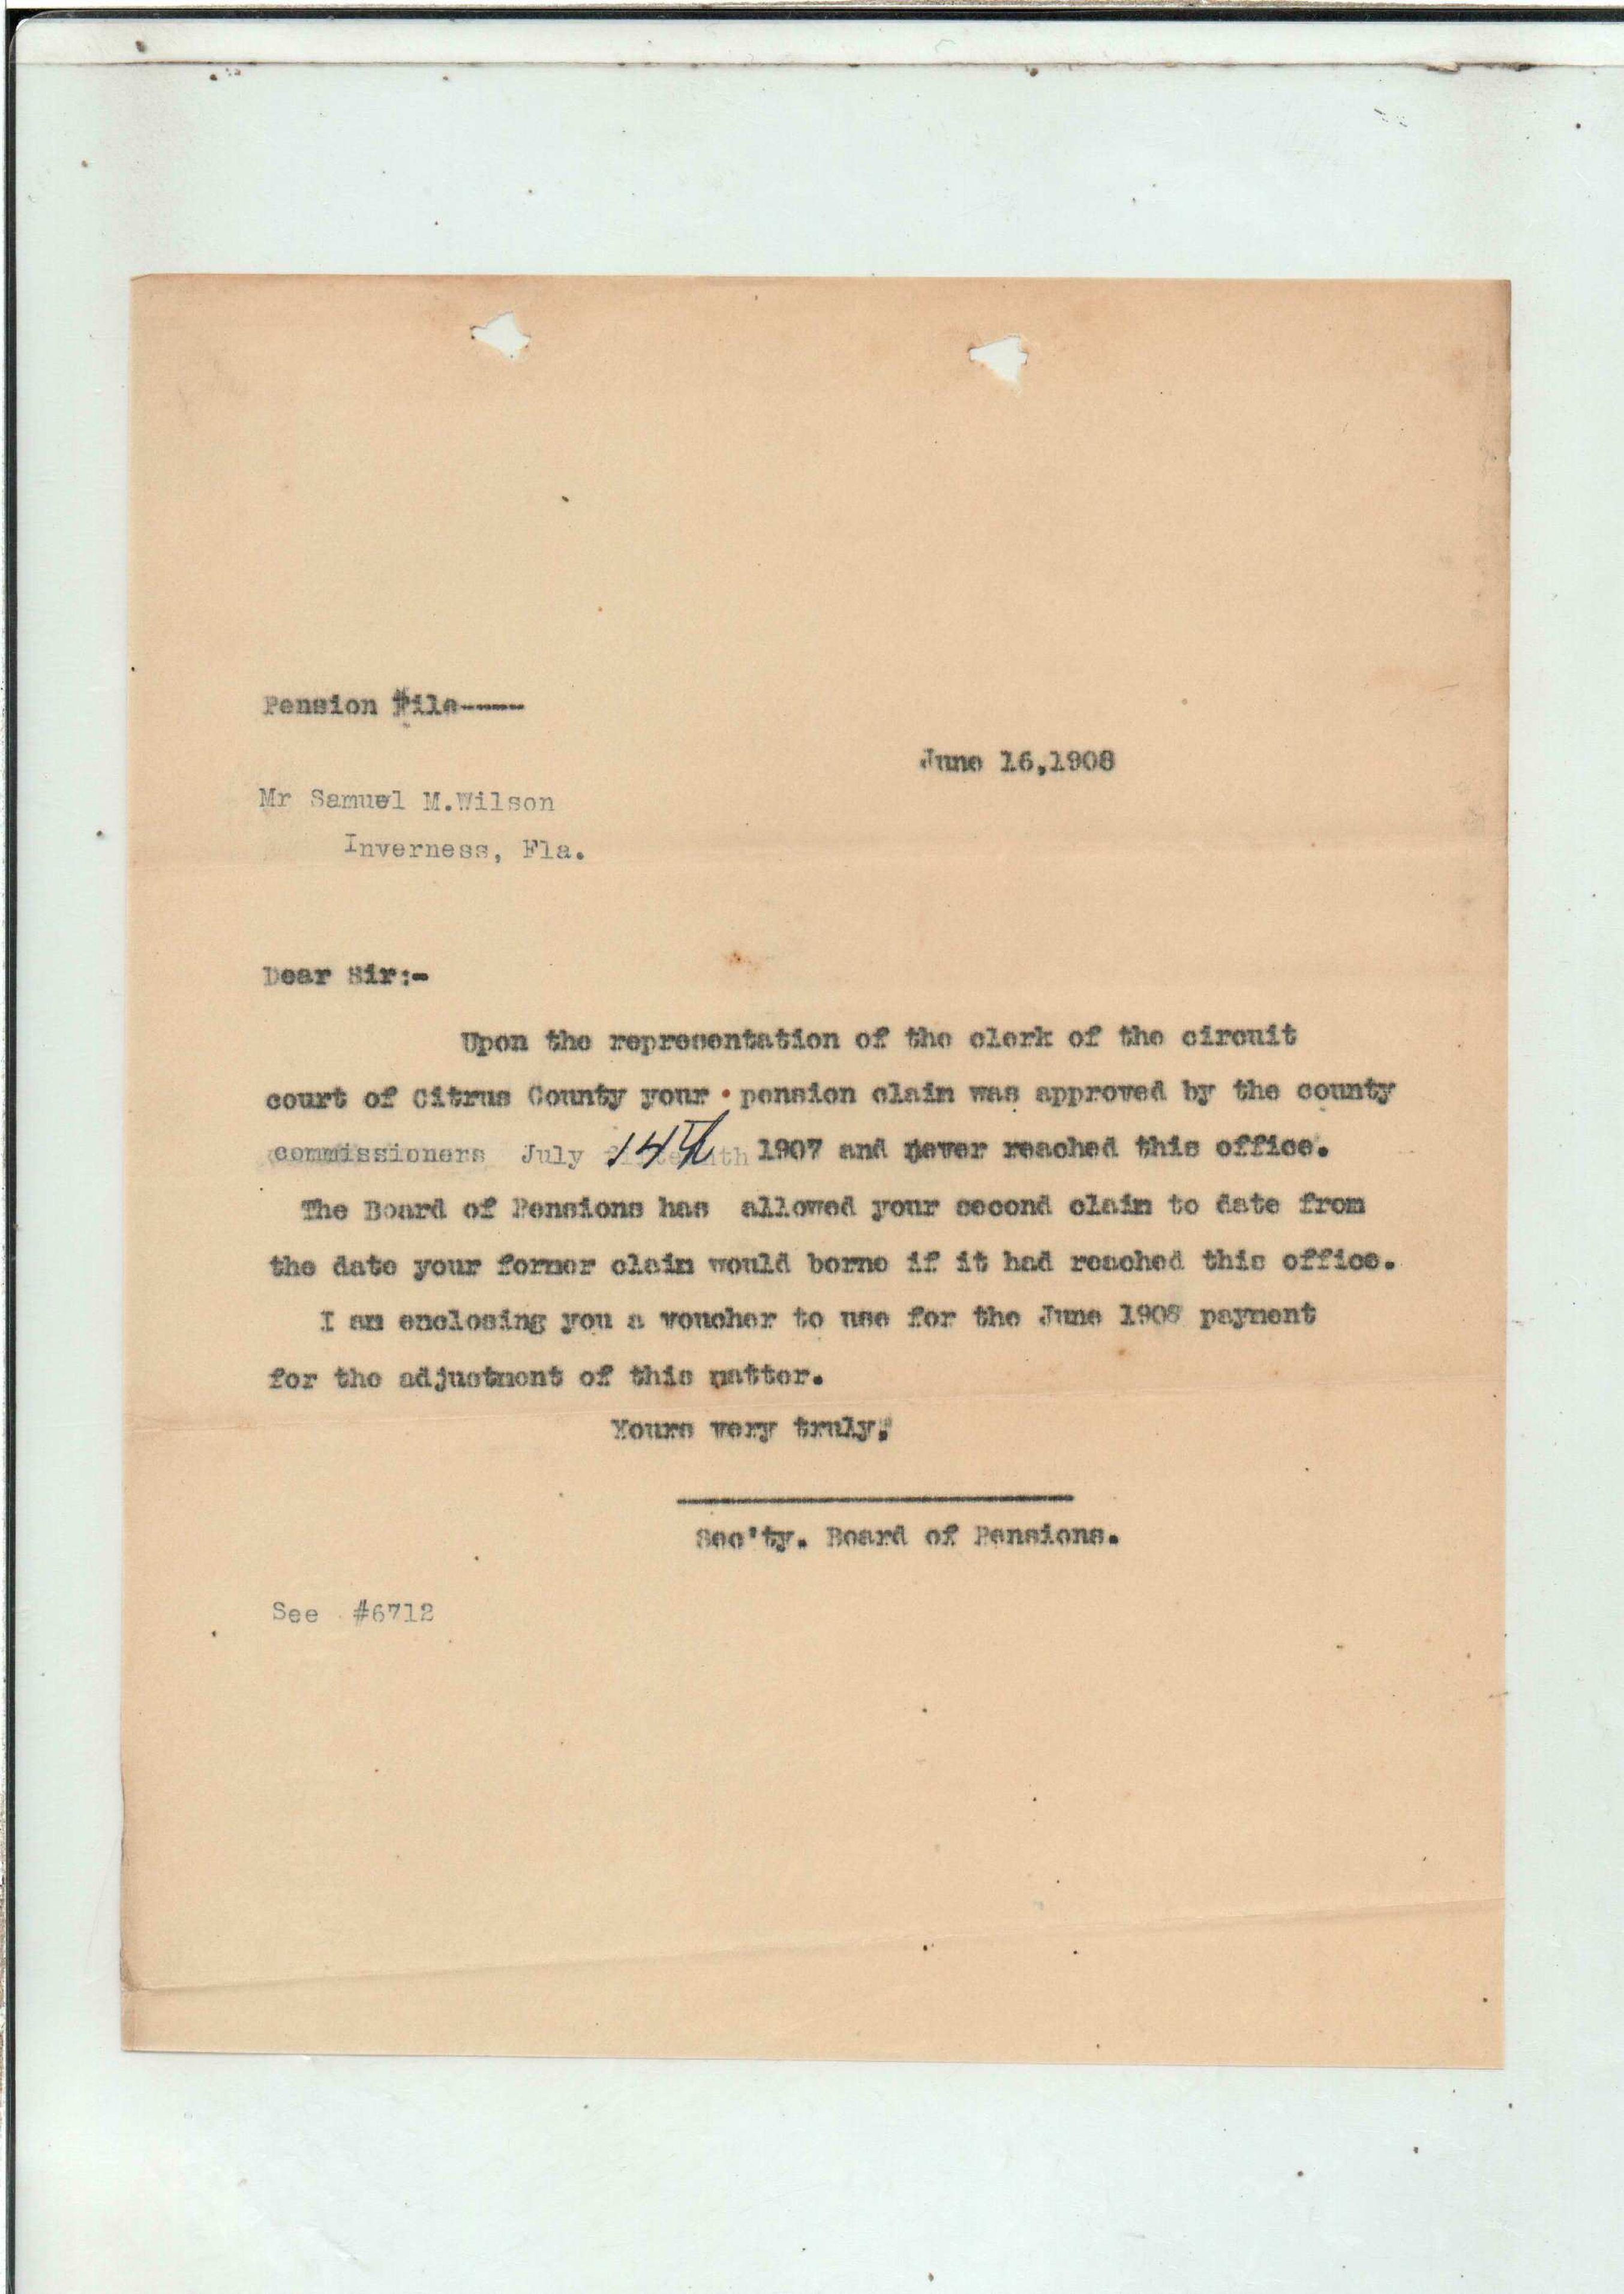 Pension File-----
June 16,1908
Mr Samuel M.Wilson
Inverness, Fla.
Dear Sir:-
Upon the representation of the clerk of the circuit
court of Citrus County your pension claim was approved by the county
commissioners July 14th 1907 and never reached this office.
The Board of Pensions has allowed your second claim to date from
the date your former claim would borne if it had reached this office.
I am enclosing you a voucher to use for the June 1908 payment
for the adjustment of this matter.
Yours very truly,
Sec'ty. Board of Pensions.
See #6712